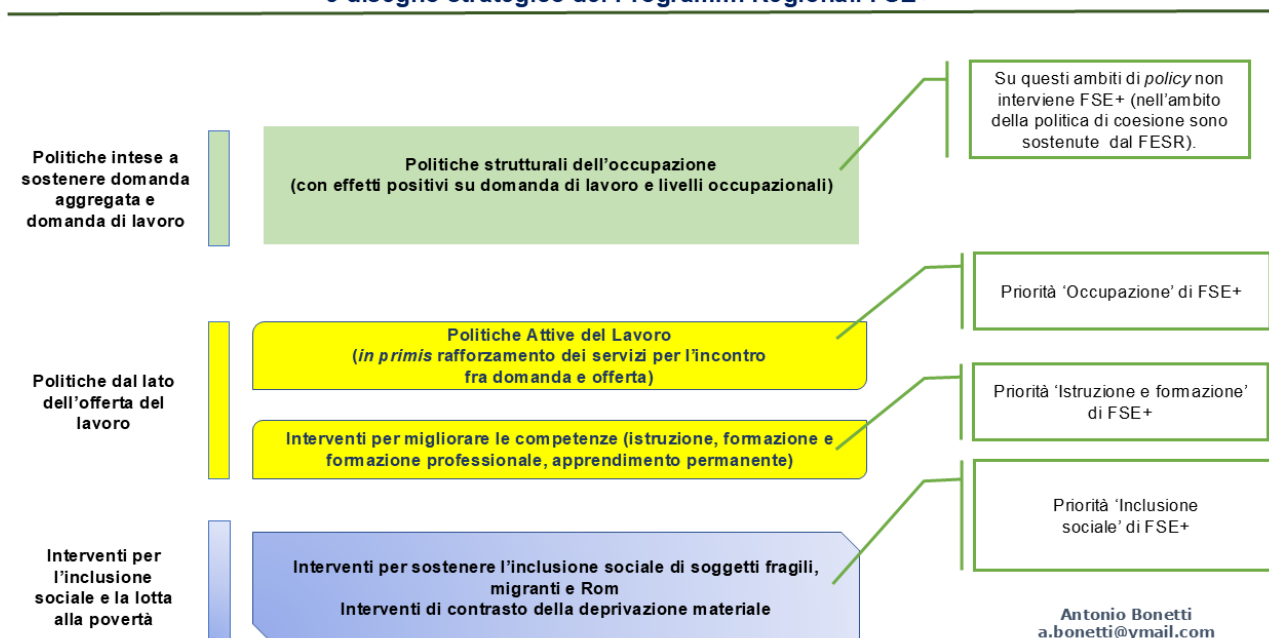 e disegno strategico dei Programmi Regionali FSE
Politiche intese a
sostenere domanda
aggregata e
domanda di lavoro
Politiche strutturali dell’occupazione
(con effetti positivi su domanda di lavoro e livelli occupazionali)
Su questi ambiti di policy non
interviene FSE+ (nell’ambito
della politica di coesione sono
sostenute dal FESR).
Politiche dal lato
dell’offerta del
lavoro
Politiche Attive del Lavoro
(in primis rafforzamento dei servizi per l’incontro
fra domanda e offerta)
Priorità ‘Occupazione’ di FSE+
Interventi per migliorare le competenze (istruzione, formazione e
formazione professionale, apprendimento permanente)
Priorità ‘Istruzione e formazione’
di FSE+
Interventi per
l’inclusione
sociale e la lotta
alla povertà
Interventi per sostenere l’inclusione sociale di soggetti fragili,
migranti e Rom
Interventi di contrasto della deprivazione materiale
Priorità ‘Inclusione
sociale’ di FSE+
Antonio Bonetti
a.bonetti@ymail.com